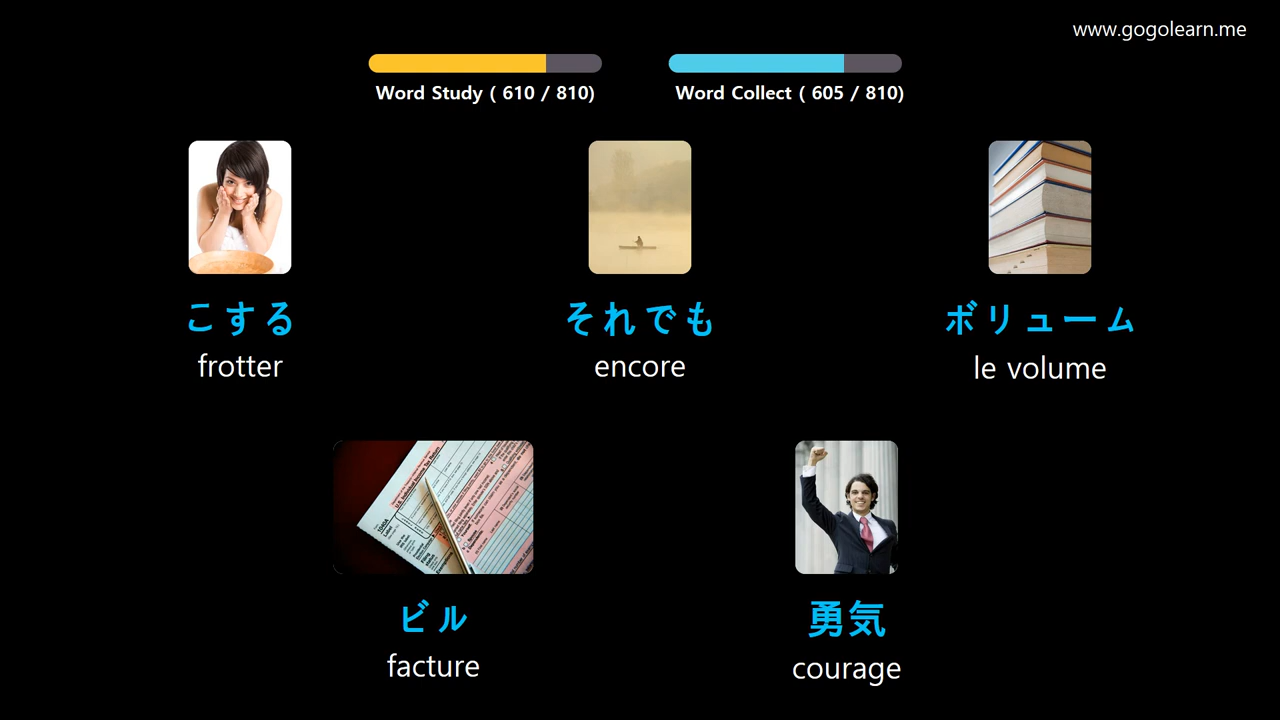 www.gogolearn.me
Word Study ( 610 / 810)
Word Collect ( 605 / 810)
こする
frotter
それでも
encore
ボリューム
le volume
ビル
facture
勇気
courage